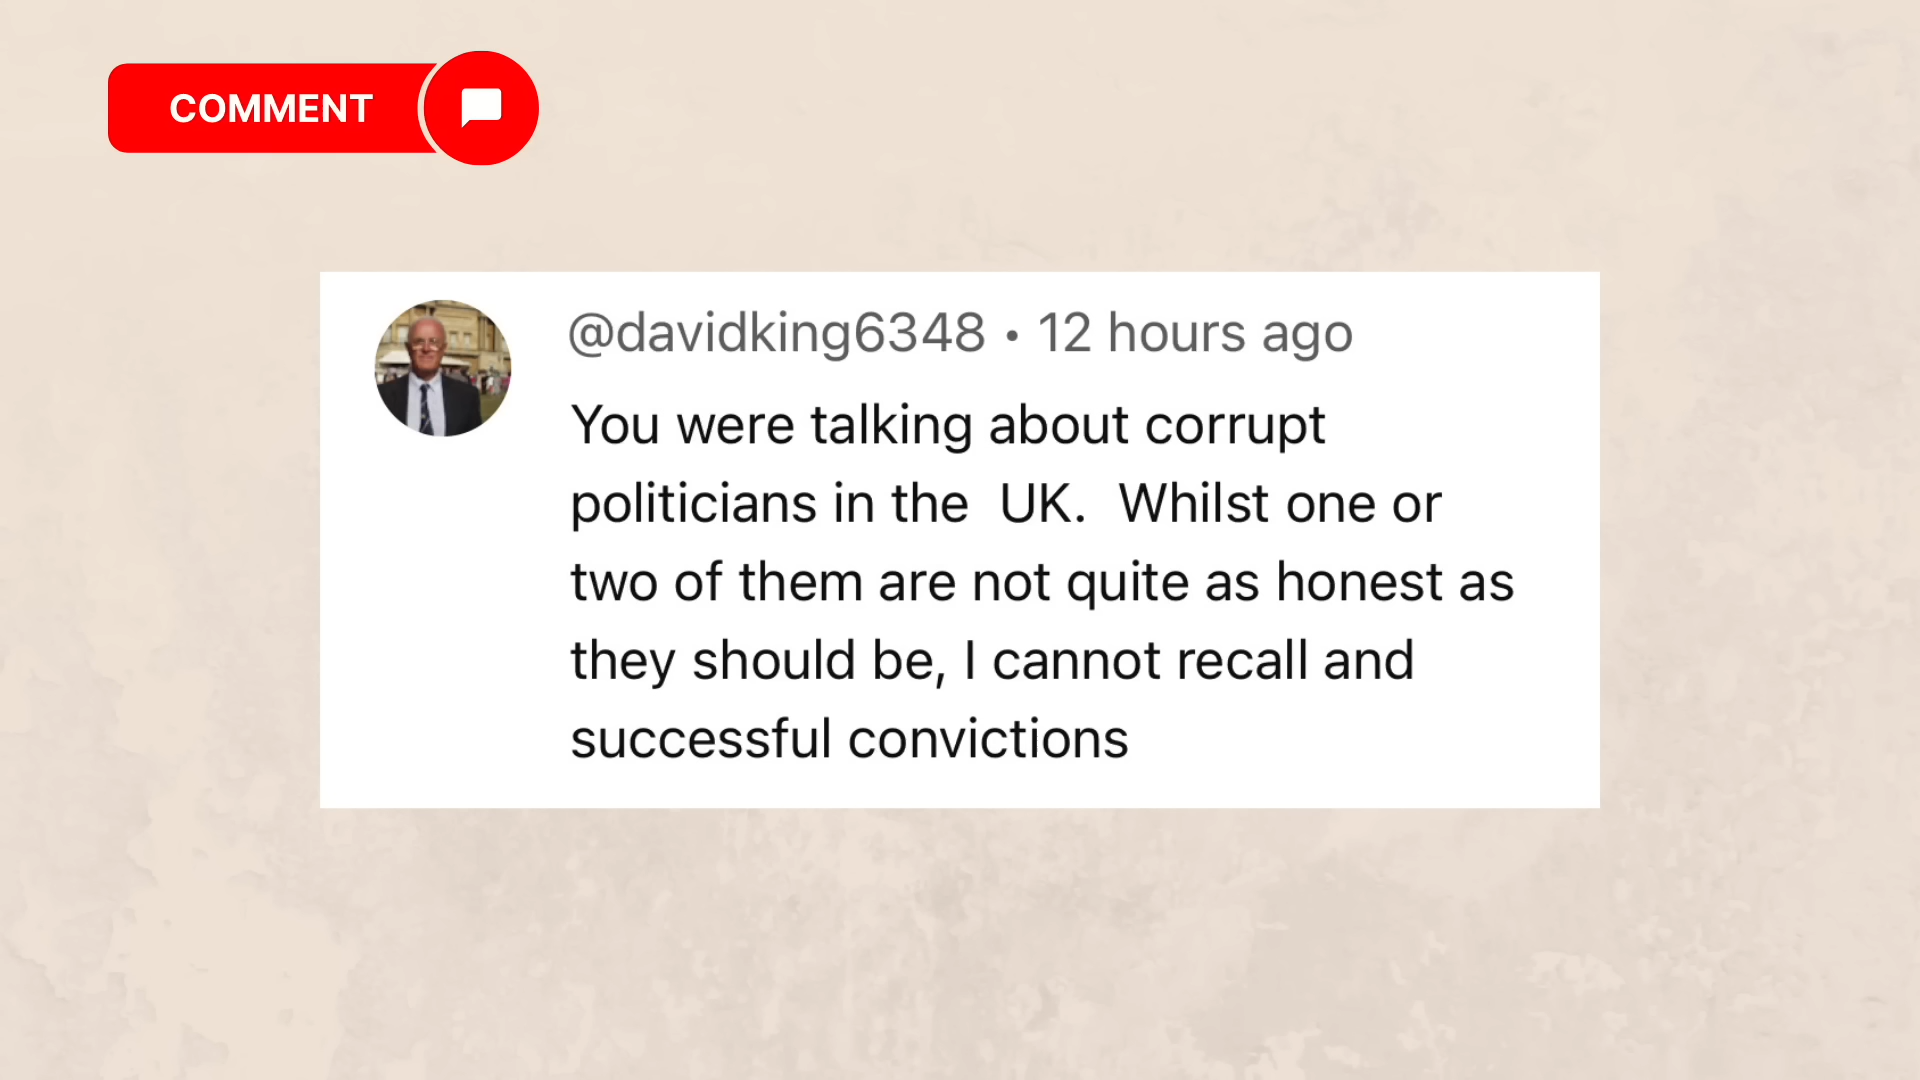 COMMENT
@davidking6348 • 12 hours ago
You were talking about corrupt
politicians in the  UK.  Whilst one or
two of them are not quite as honest as
they should be, I cannot recall and
successful convictions